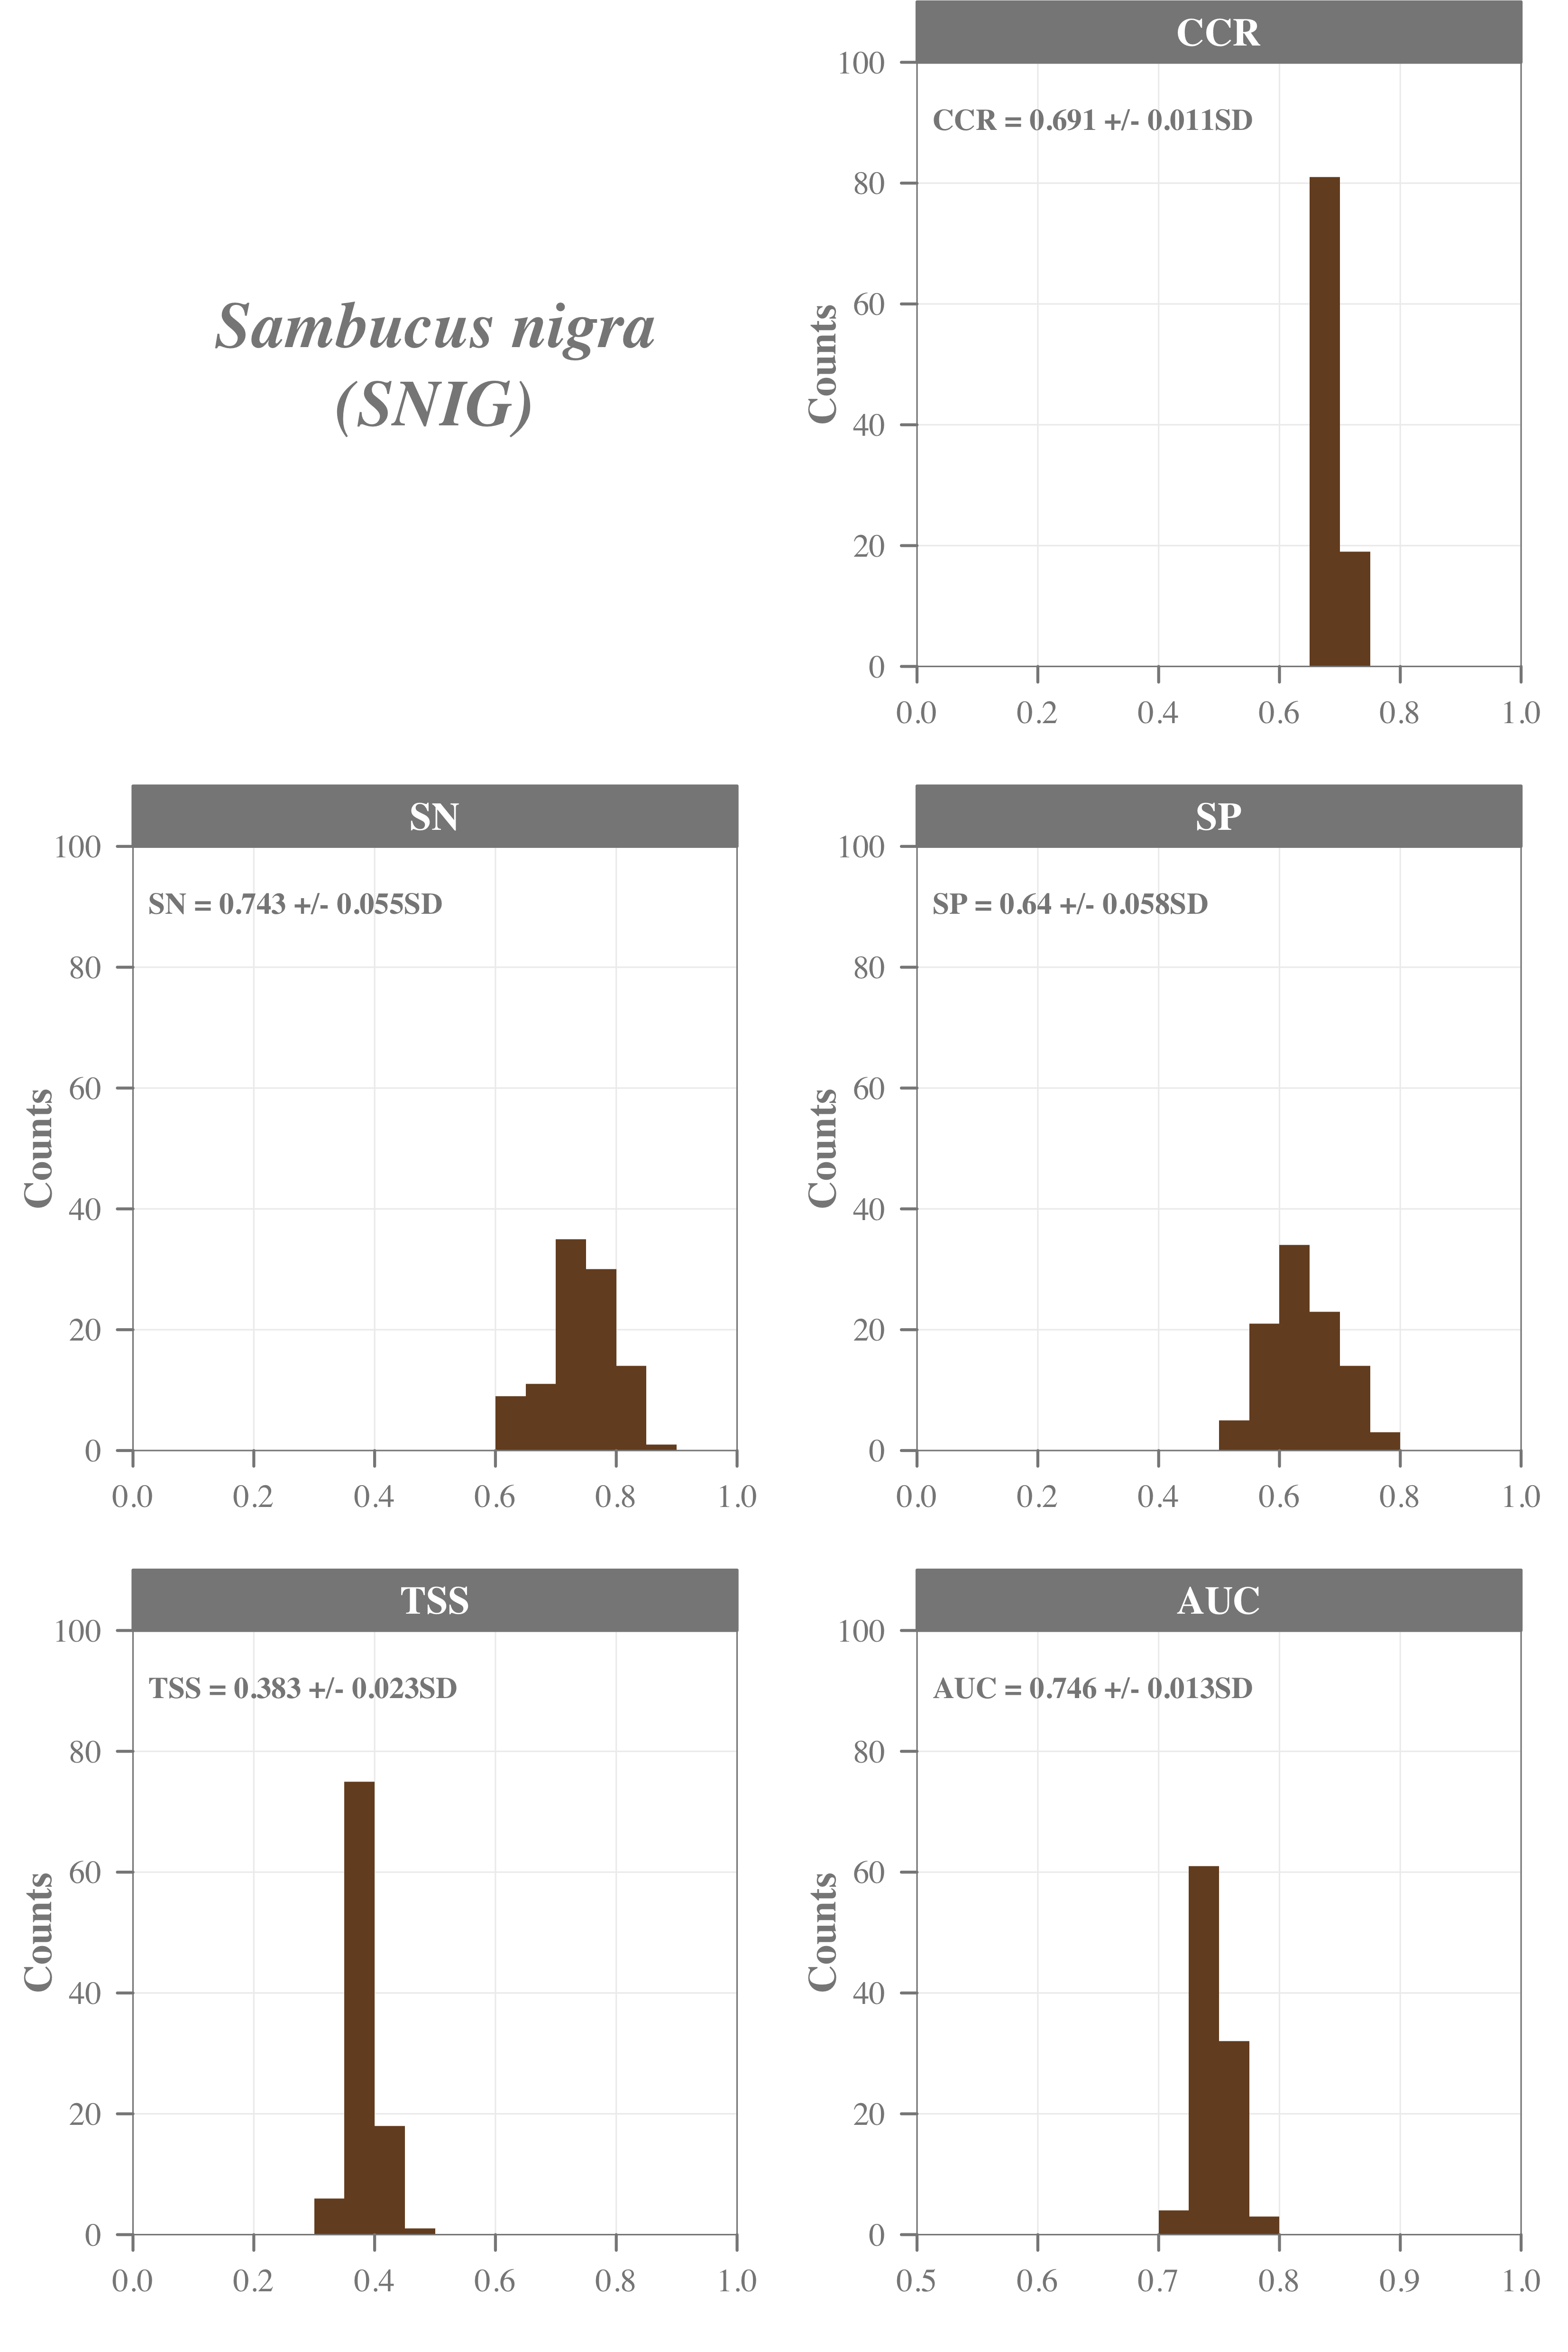 CCR
100
CCR = 0.691 +/- 0.011SD
80
60
Counts
40
20
0
0.0 0.2 0.4 0.6 0.8 1.0
Sambucus nigra
(SNIG)
SN
100
SN = 0.743 +/- 0.055SD
80
60
Counts
40
20
0
0.0 0.2 0.4 0.6 0.8 1.0
SP
100
SP = 0.64 +/- 0.058SD
80
60
Counts
40
20
0
0.0 0.2 0.4 0.6 0.8 1.0
TSS
100
TSS = 0.383 +/- 0.023SD
80
60
Counts
40
20
0
0.0 0.2 0.4 0.6 0.8 1.0
AUC
100
AUC = 0.746 +/- 0.013SD
80
60
Counts
40
20
0
0.5 0.6 0.7 0.8 0.9 1.0